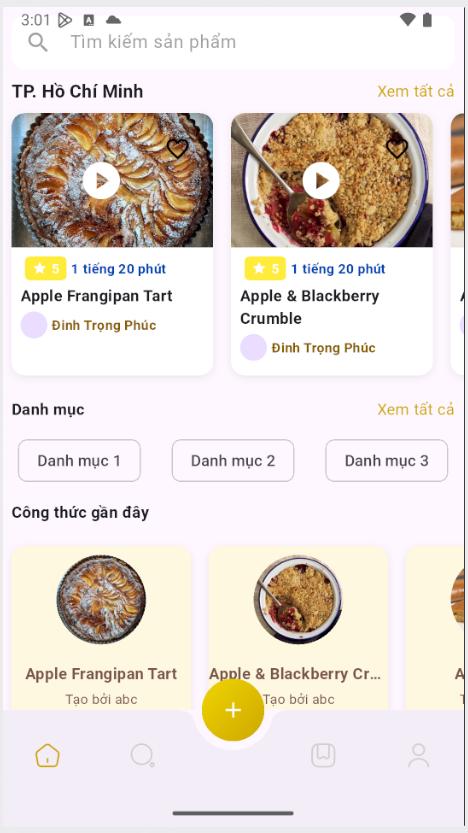 3:01
Tìm kiếm sản phẩm
TP. Hồ Chí Minh
Xem tất cả
5 1 tiếng 20 phút
Apple Frangipan Tart
Đinh Trọng Phúc
5 1 tiếng 20 phút
Apple & Blackberry
Crumble
Đinh Trọng Phúc
Danh mục
Xem tất cả
Danh mục 1
Danh mục 2
Danh mục 3
Công thức gần đây
Apple Frangipan Tart
Tạo bởi abc
Apple & Blackberry Cr...
Tạo bởi abc